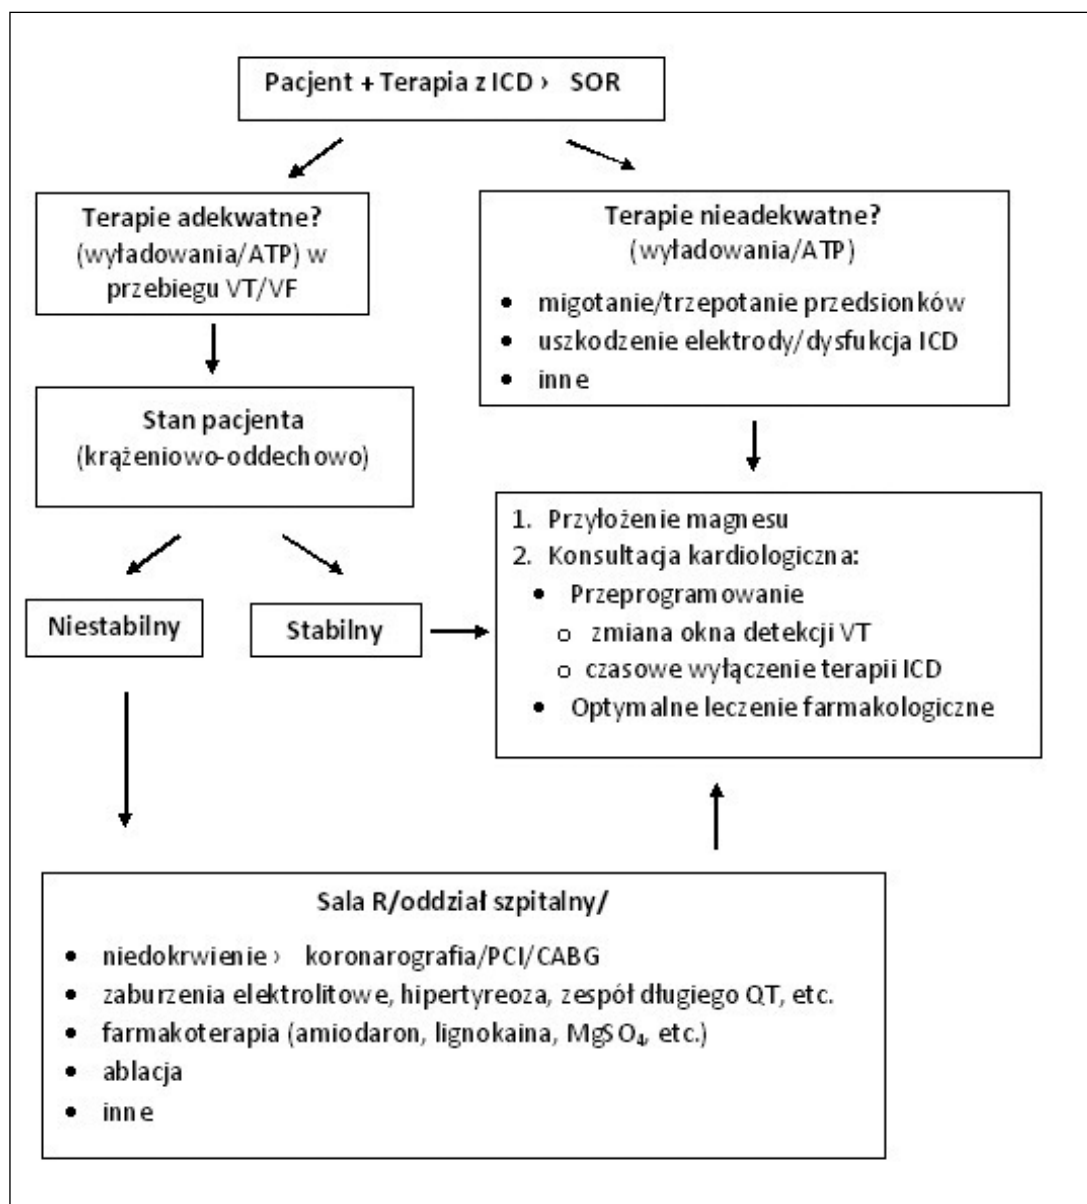 Pacjent + Terapia z ICD › SOR
Terapie adekwatne?
(wyładowania/ATP) w
przebiegu VT/VF
Terapie nieadekwatne?
(wyładowania/ATP)
• migotanie/trzepotanie przedsionków
• uszkodzenie elektrody/dysfukcja ICD
• inne
Stan pacjenta
(krążeniowo-oddechowo)
Niestabilny
Stabilny
1. Przyłożenie magnesu
2. Konsultacja kardiologiczna:
• Przeprogramowanie
o zmiana okna detekcji VT
o czasowe wyłączenie terapii ICD
• Optymalne leczenie farmakologiczne
Sala R/oddział szpitalny/
• niedokrwienie › koronarografia/PCI/CABG
• zaburzenia elektrolitowe, hipertyreoza, zespół długiego QT, etc.
• farmakoterapia (amiodaron, lignokaina, MgSO₄, etc.)
• ablacja
• inne